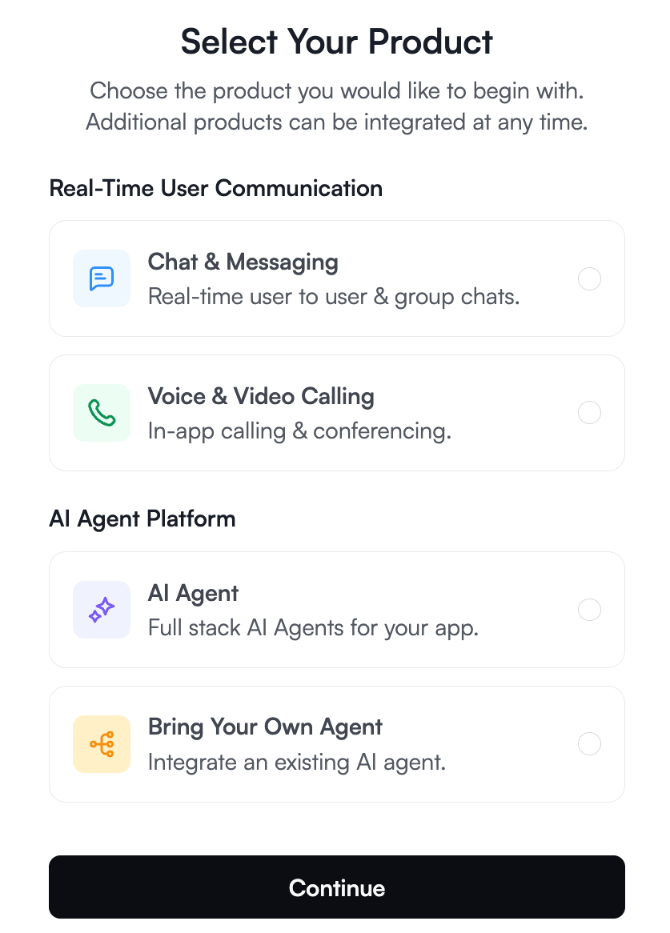 Select Your Product
Choose the product you would like to begin with.
Additional products can be integrated at any time.
Real-Time User Communication
Chat & Messaging
Real-time user to user & group chats.
Voice & Video Calling
In-app calling & conferencing.
AI Agent Platform
AI Agent
Full stack AI Agents for your app.
Bring Your Own Agent
Integrate an existing AI agent.
Continue